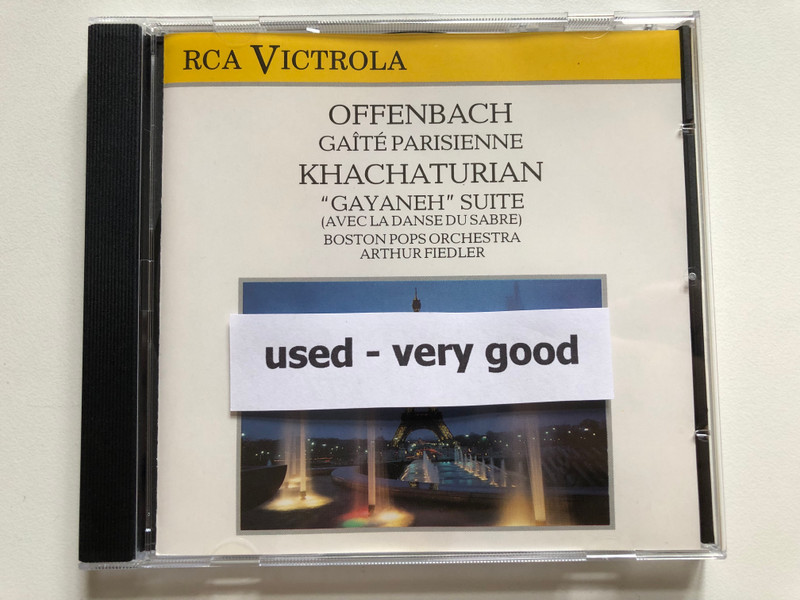 RCA VICTROLA
OFFENBACH
GAÎTÉ PARISIENNE
KHACHATURIAN
“GAYANEH” SUITE
(AVEC LA DANSE DU SABRE)
BOSTON POPS ORCHESTRA
ARTHUR FIEDLER
used - very good